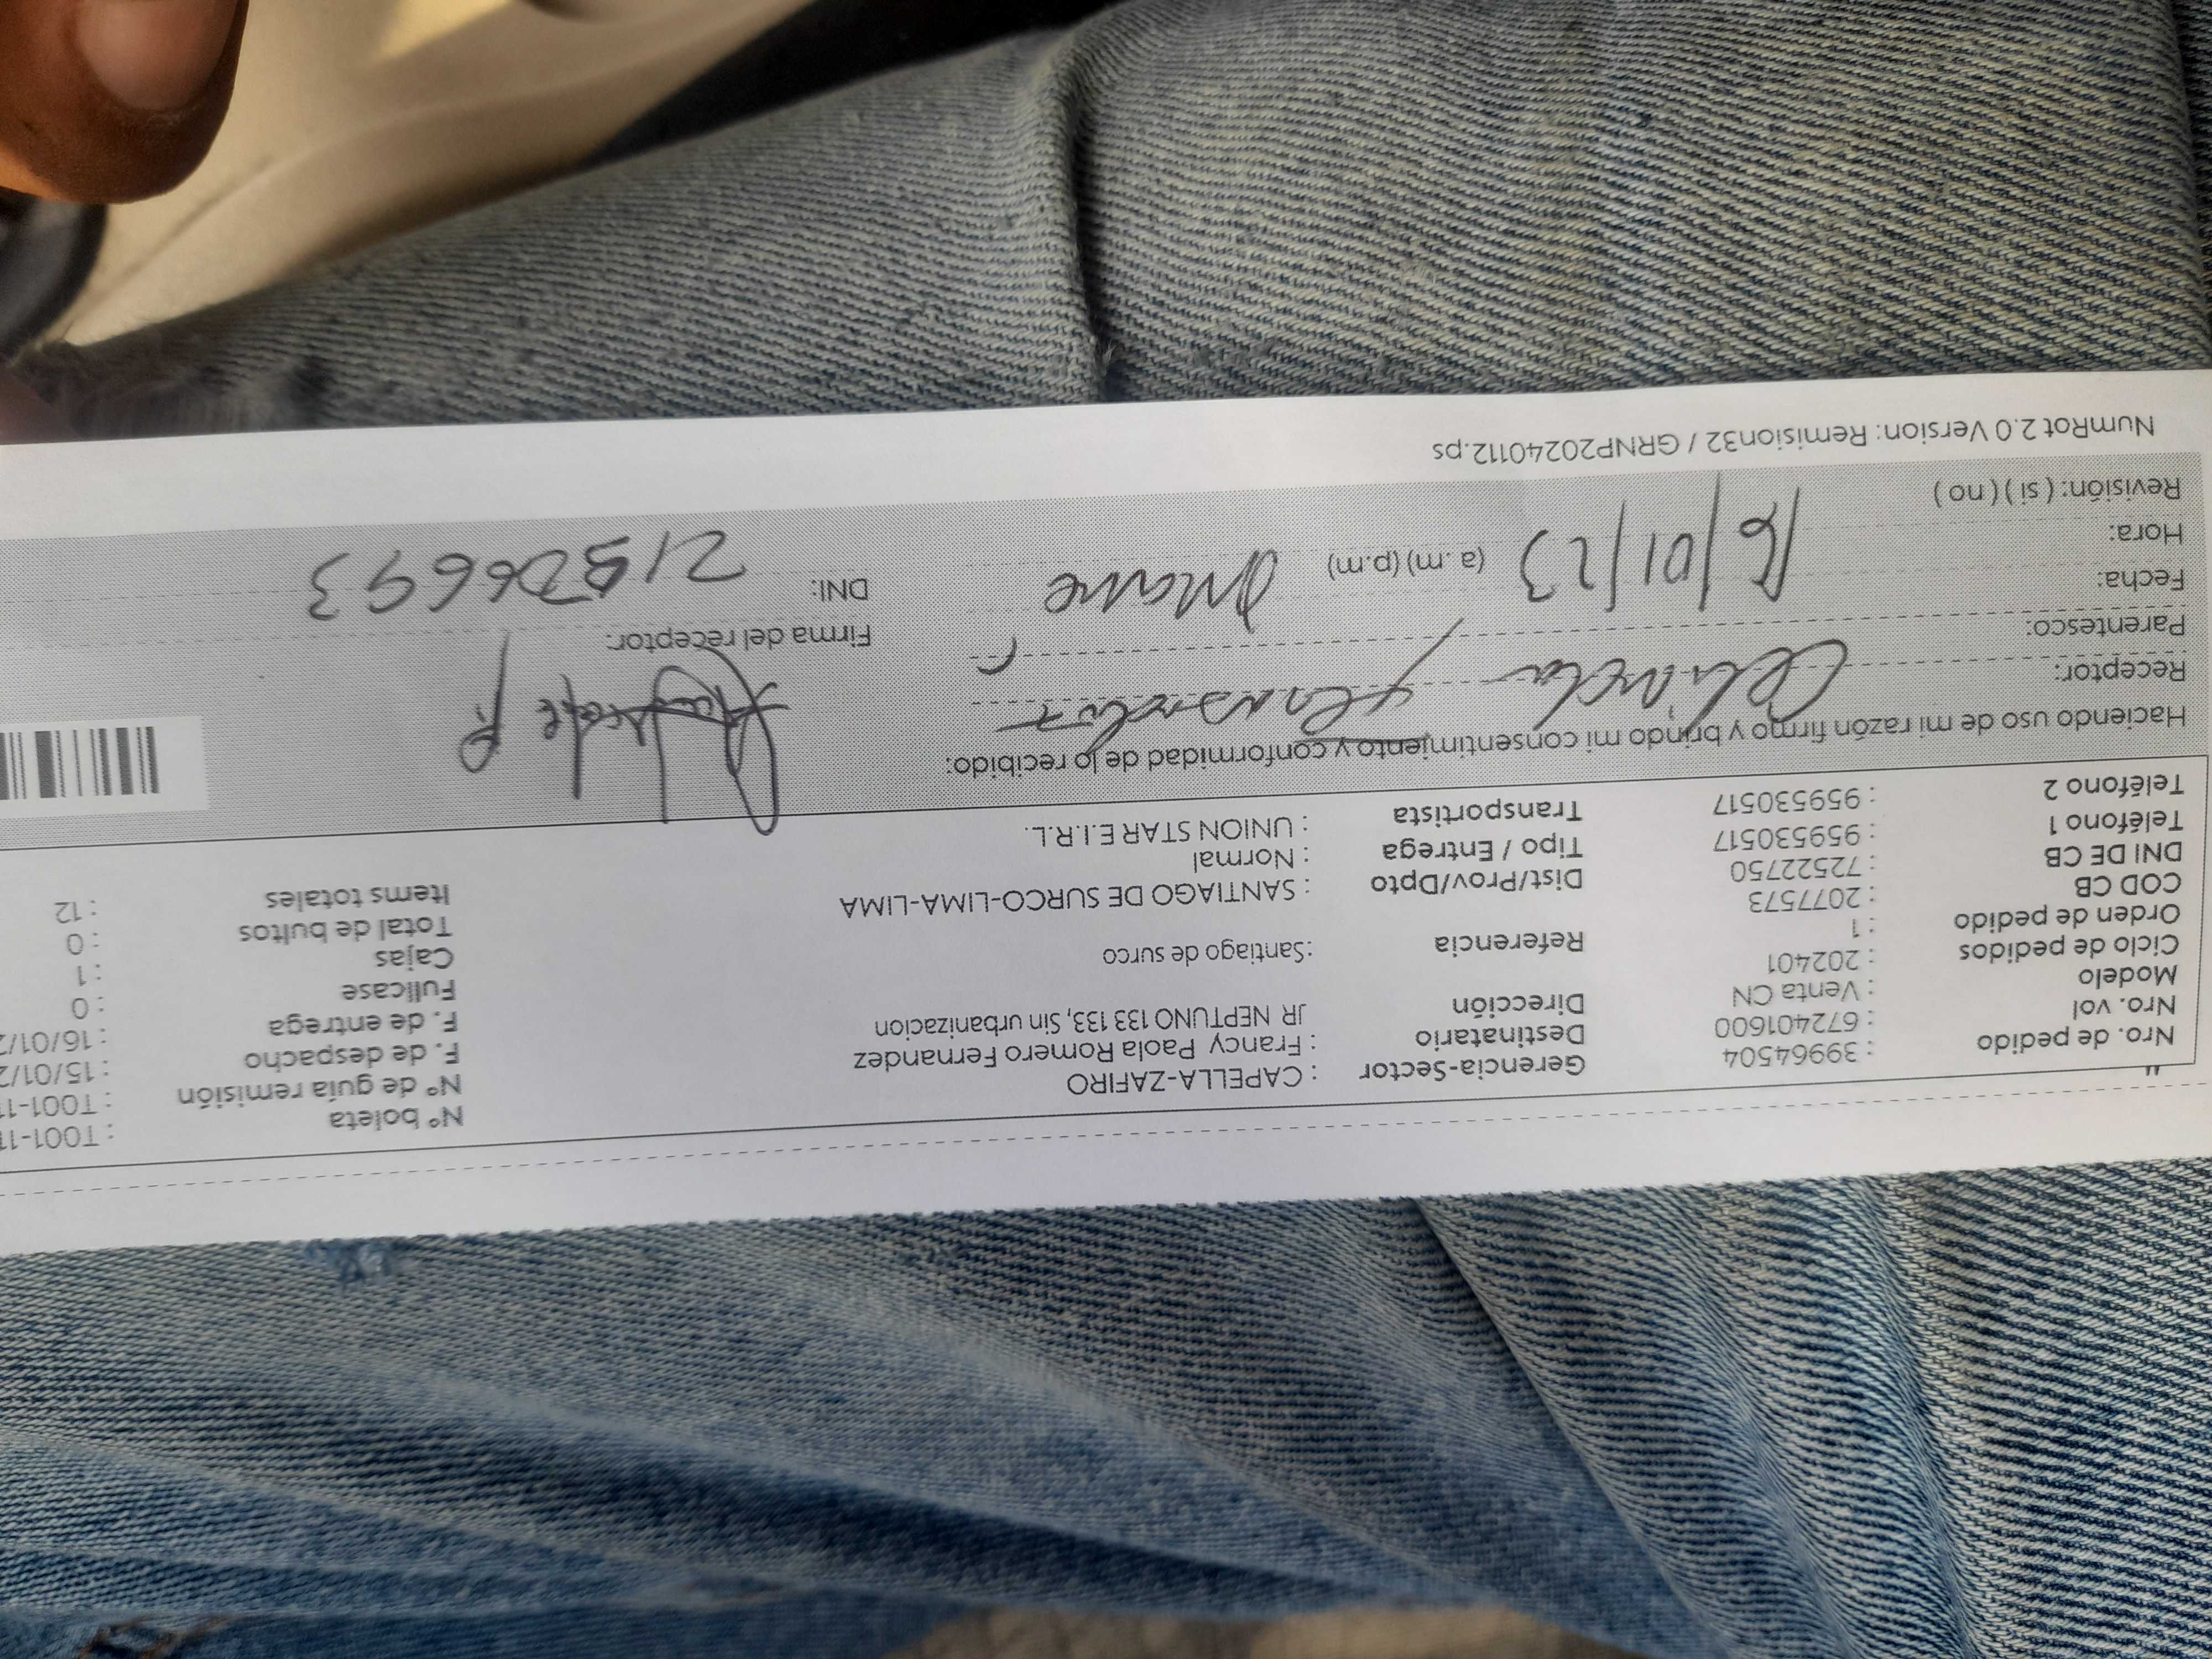 Nro. de pedido : 39964504 Gerencia-Sector : CAPELLA-ZAFIRO N° boleta : T001-11
Nro. vol : 672401600 Destinatario : Francy Paola Romero Fernandez N° de guía remisión : T001-11
Modelo : Venta CN Dirección JR NEPTUNO 133 133, Sin urbanizacion F. de despacho : 15/01/2
Ciclo de pedidos : 202401 F. de entrega : 16/01/2
Orden de pedido : 1 Referencia :Santiago de surco Fullcase : 0
COD CB : 2077573 Cajas : 1
DNI DE CB : 72522750 Dist/Prov/Dpto : SANTIAGO DE SURCO-LIMA-LIMA Total de bultos : 0
Teléfono 1 : 959530517 Tipo / Entrega : Normal Items totales : 12
Teléfono 2 : 959530517 Transportista : UNION STAR E.I.R.L.
Haciendo uso de mi razón firmo y brindo mi consentimiento y conformidad de lo recibido:
Receptor:
Parentesco: Firma del receptor:
Fecha: 16/01/23 DNI:
Hora: (a.m) (p.m)
Revisión: ( si ) ( no )
NumRot 2.0 Version: Remision32 / GRNP20240112.ps